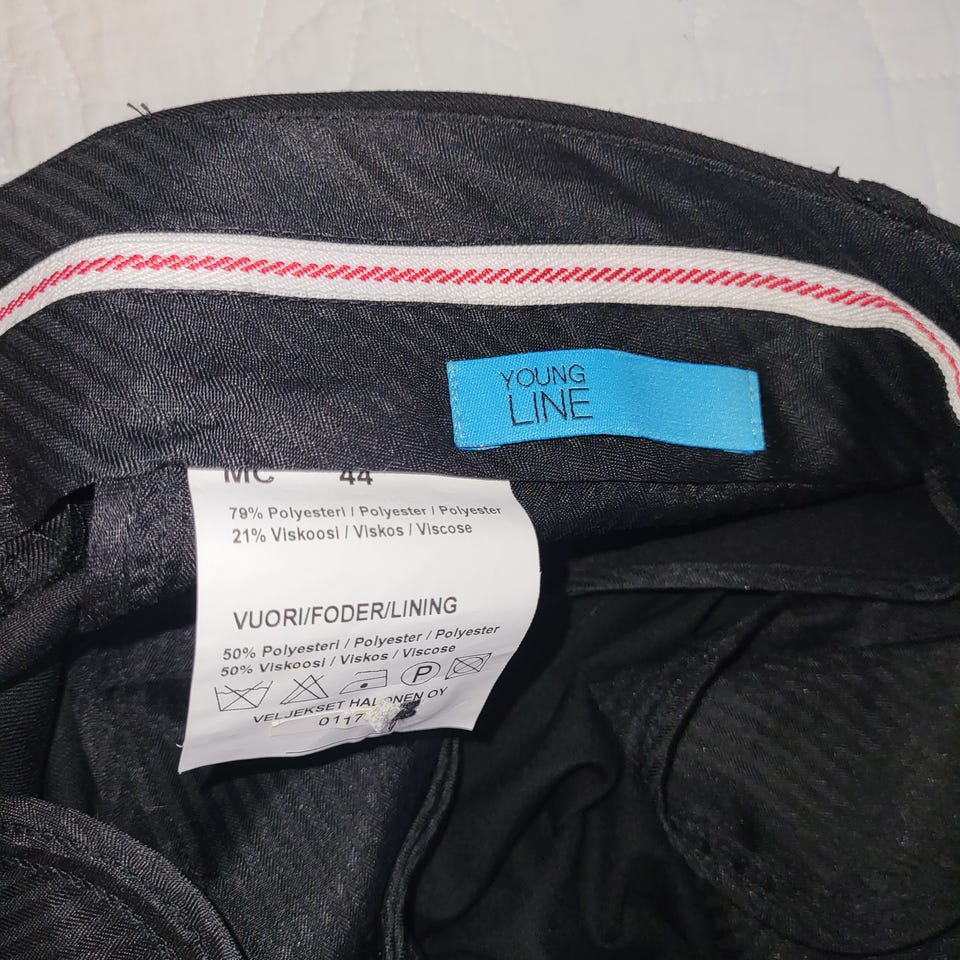 YOUNG
LINE
MC 44
79% Polyesteri / Polyester / Polyester
21% Viskoosi / Viskos / Viscose
VUORI/FODER/LINING
50% Polyesteri / Polyester / Polyester
50% Viskoosi / Viskos / Viscose
P
VELJEKSET HALONEN OY
0117